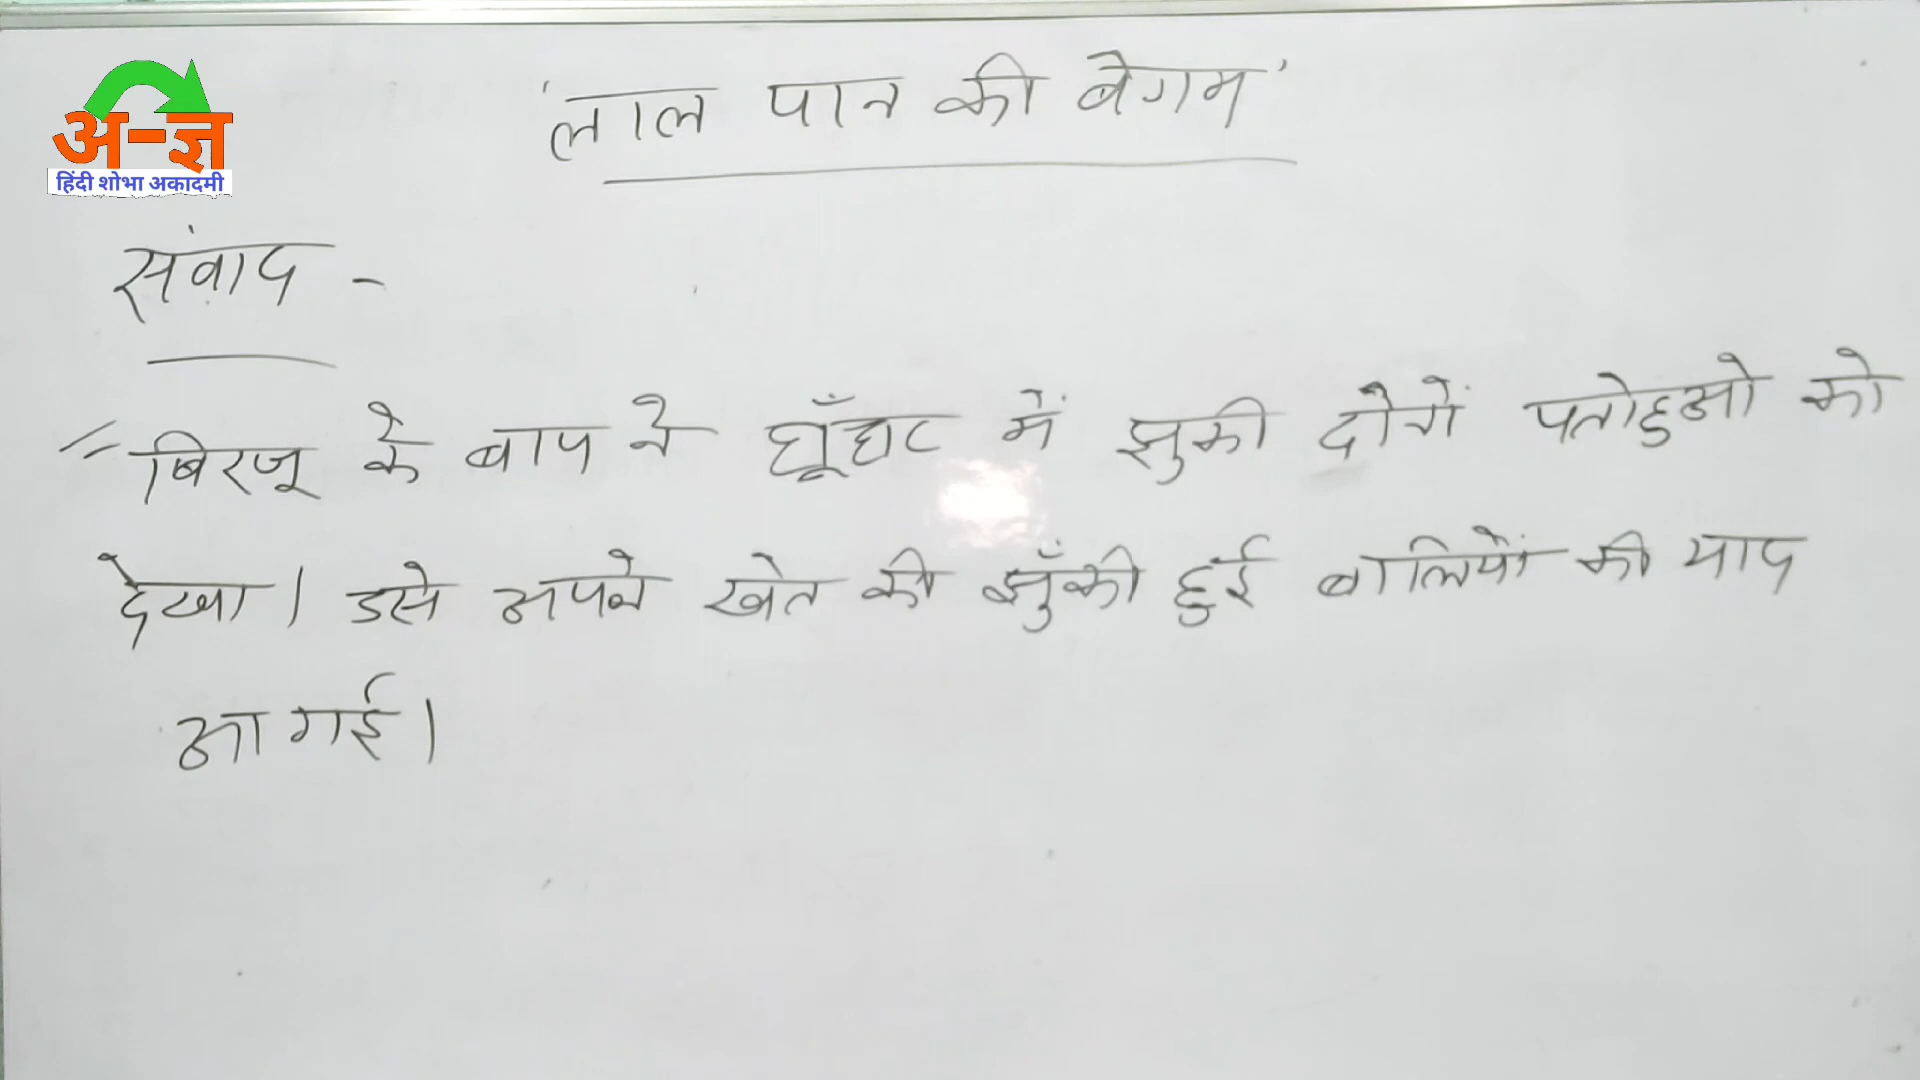 'लाल पान की बेगम'
अ-ज्ञ
हिंदी शोभा अकादमी
संवाद -
" बिरजू के बाप ने घूँघट में झुकी दोनों पतोहुओ को
देखा। उसे अपने खेत की झुँकी हुई बालियों की याद
आ गई।